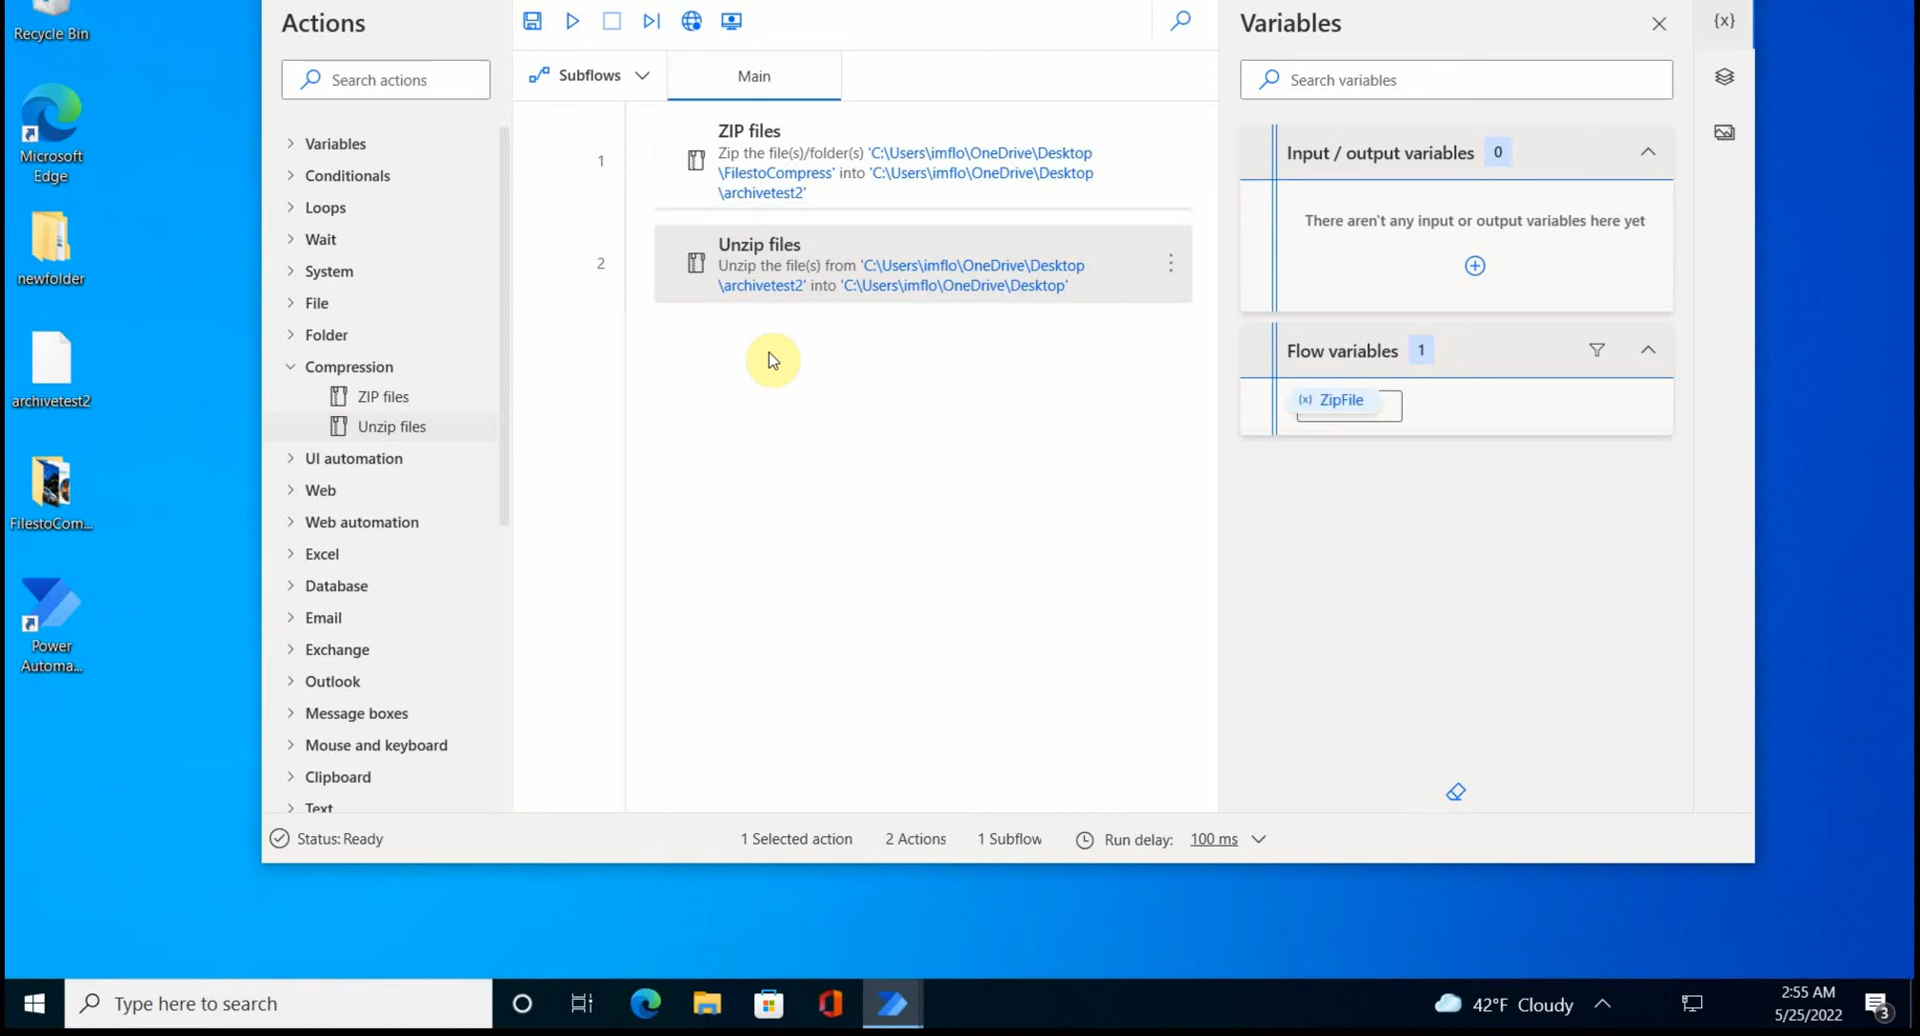 Recycle Bin
Microsoft
Edge
newfolder
archivetest2
FilestoCom...
Power
Automa...
Actions
Search actions
Variables
Conditionals
Loops
Wait
System
File
Folder
Compression
ZIP files
Unzip files
UI automation
Web
Web automation
Excel
Database
Email
Exchange
Outlook
Message boxes
Mouse and keyboard
Clipboard
Text
Subflows
Main
1
ZIP files
Zip the file(s)/folder(s) 'C:\Users\imflo\OneDrive\Desktop
\FilestoCompress' into 'C:\Users\imflo\OneDrive\Desktop
\archivetest2'
2
Unzip files
Unzip the file(s) from 'C:\Users\imflo\OneDrive\Desktop
\archivetest2' into 'C:\Users\imflo\OneDrive\Desktop'
Variables
{x}
Search variables
Input / output variables 0
There aren't any input or output variables here yet
Flow variables 1
(x) ZipFile
Status: Ready
1 Selected action
2 Actions
1 Subflow
Run delay:
100 ms
Type here to search
42°F Cloudy
2:55 AM
5/25/2022
3